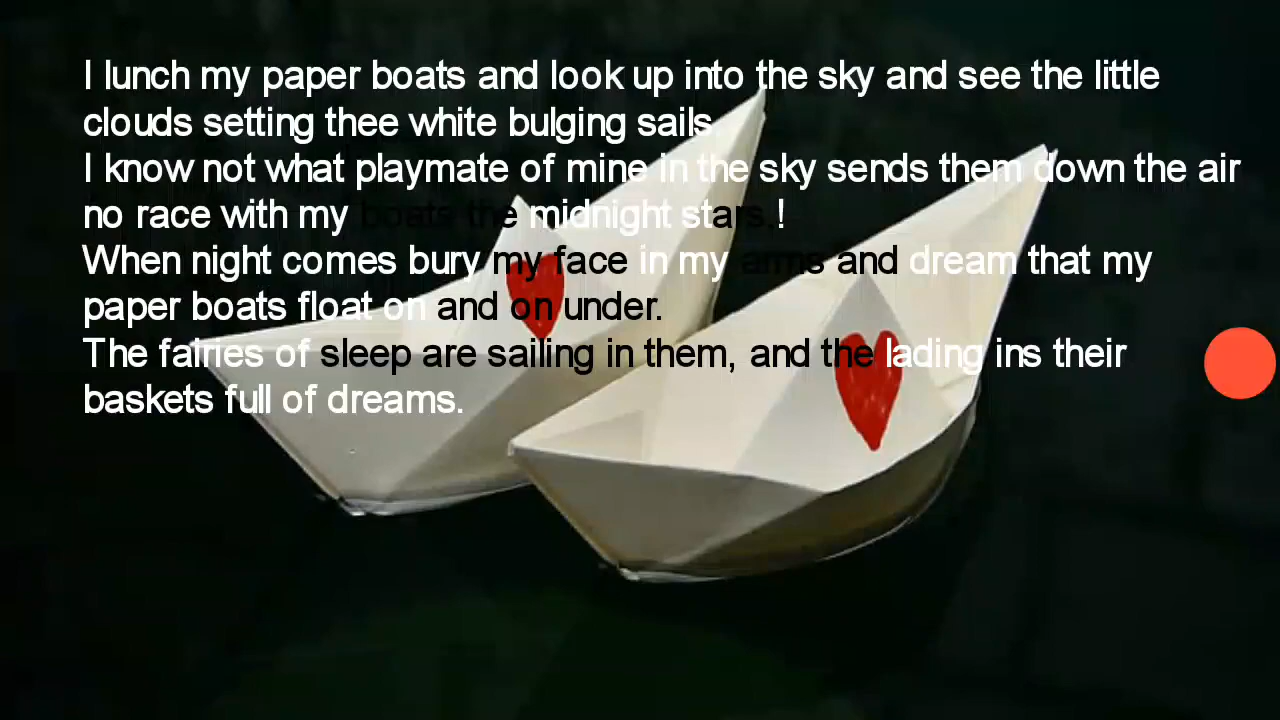 I lunch my paper boats and look up into the sky and see the little
clouds setting thee white bulging sails.
I know not what playmate of mine in the sky sends them down the air
no race with my boats the midnight stars.!
When night comes bury my face in my arms and dream that my
paper boats float on and on under.
The fairies of sleep are sailing in them, and the lading ins their
baskets full of dreams.